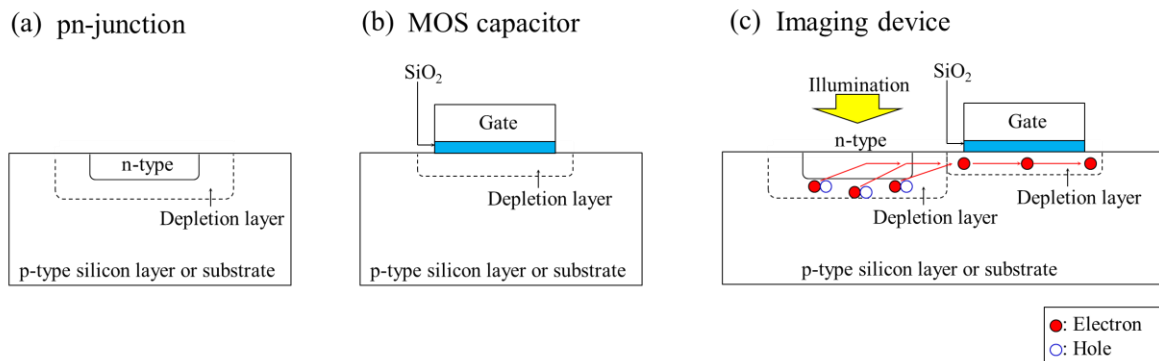 (a) pn-junction
n-type
Depletion layer
p-type silicon layer or substrate
(b) MOS capacitor
SiO₂
Gate
Depletion layer
p-type silicon layer or substrate
(c) Imaging device
SiO₂
Illumination
Gate
n-type
Depletion layer
Depletion layer
p-type silicon layer or substrate
: Electron
: Hole